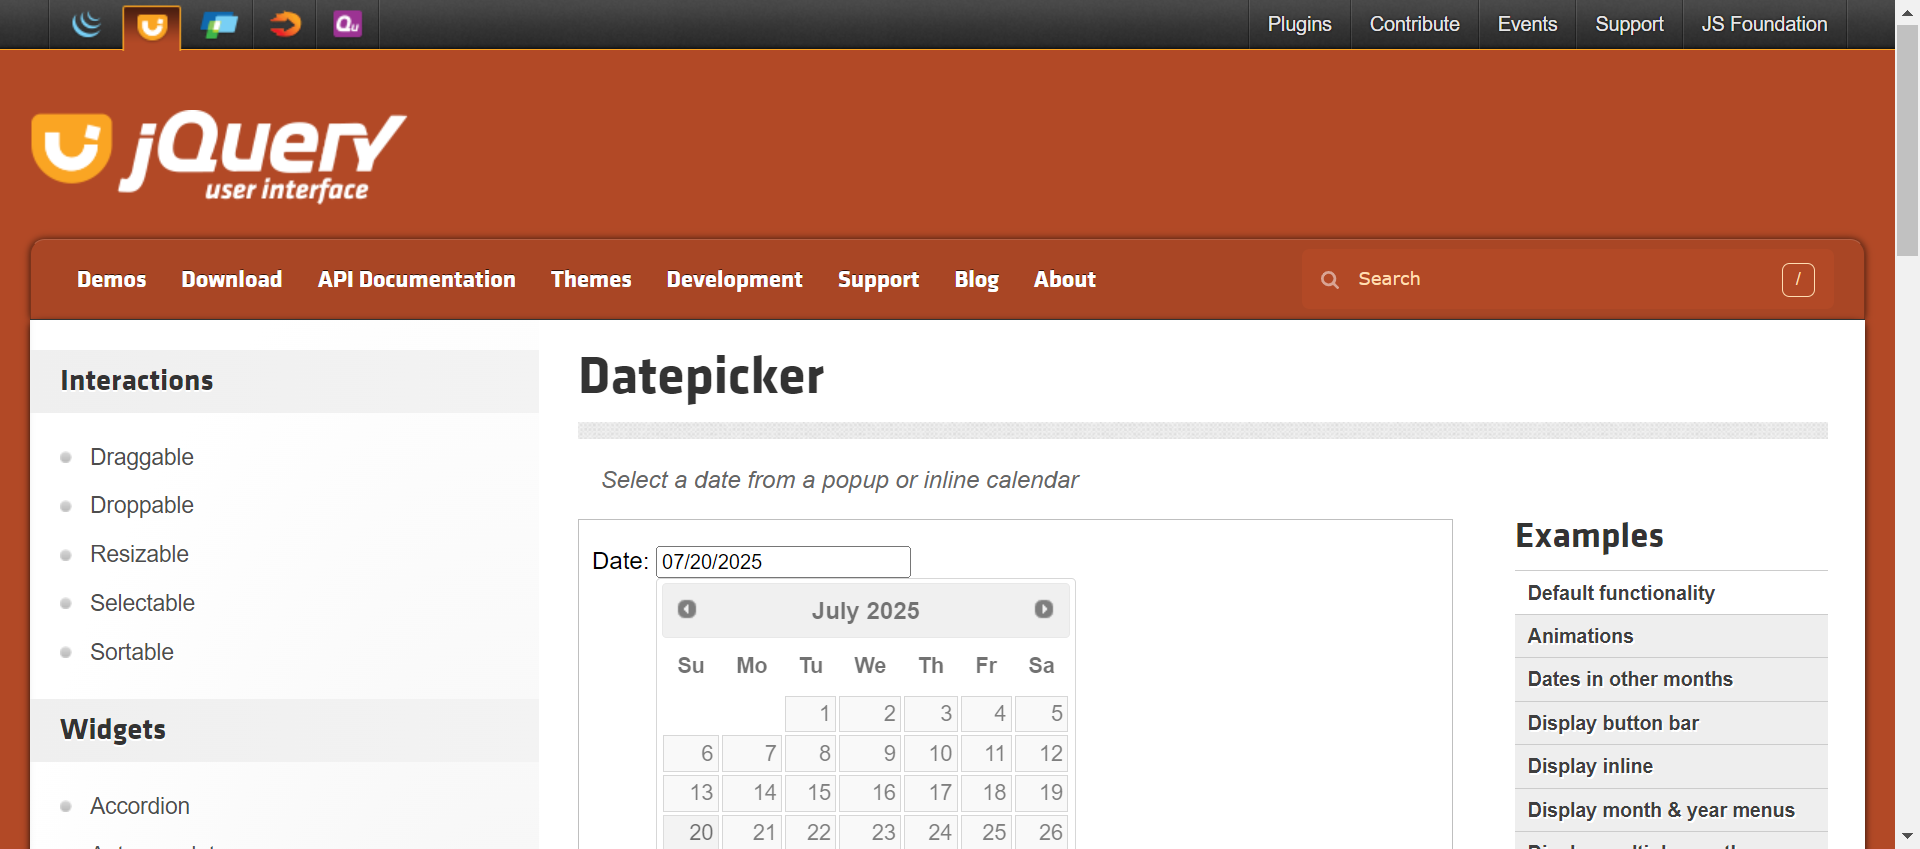 Plugins Contribute Events Support JS Foundation
jQuery
user interface
Demos Download API Documentation Themes Development Support Blog About Search /
Interactions
Draggable
Droppable
Resizable
Selectable
Sortable
Widgets
Accordion
Datepicker
Select a date from a popup or inline calendar
Date: 07/20/2025
July 2025
Su Mo Tu We Th Fr Sa
1 2 3 4 5
6 7 8 9 10 11 12
13 14 15 16 17 18 19
20 21 22 23 24 25 26
Examples
Default functionality
Animations
Dates in other months
Display button bar
Display inline
Display month & year menus